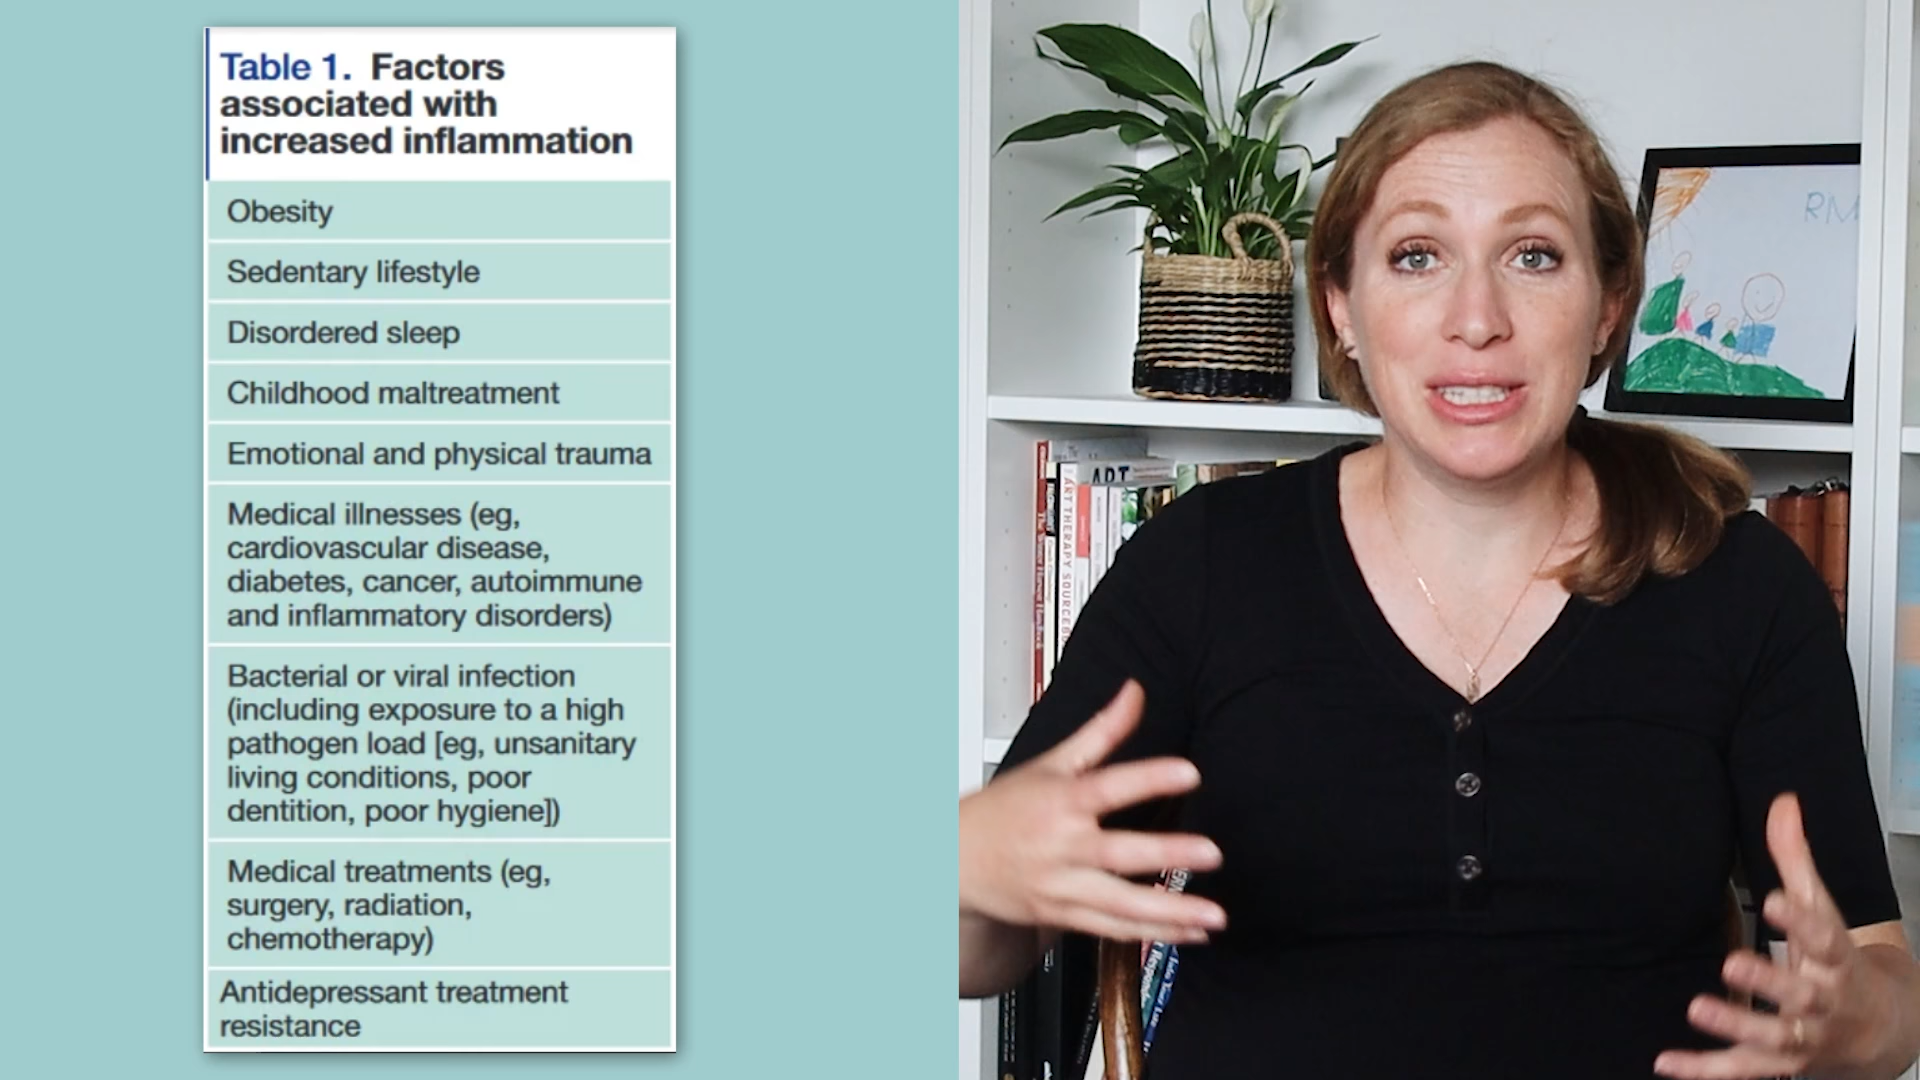 Table 1. Factors
associated with
increased inflammation
Obesity
Sedentary lifestyle
Disordered sleep
Childhood maltreatment
Emotional and physical trauma
Medical illnesses (eg,
cardiovascular disease,
diabetes, cancer, autoimmune
and inflammatory disorders)
Bacterial or viral infection
(including exposure to a high
pathogen load [eg, unsanitary
living conditions, poor
dentition, poor hygiene])
Medical treatments (eg,
surgery, radiation,
chemotherapy)
Antidepressant treatment
resistance
RM
ART
ART THERAPY